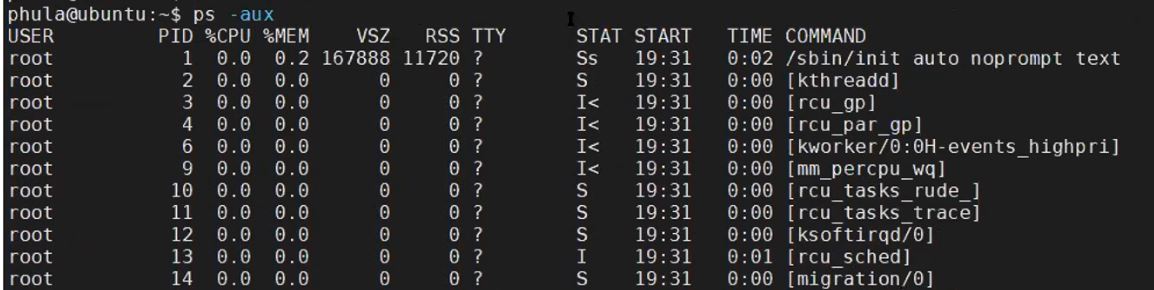 phula@ubuntu:~$ ps -aux
USER PID %CPU %MEM VSZ RSS TTY STAT START TIME COMMAND
root 1 0.0 0.2 167888 11720 ? Ss 19:31 0:02 /sbin/init auto noprompt text
root 2 0.0 0.0 0 0 ? S 19:31 0:00 [kthreadd]
root 3 0.0 0.0 0 0 ? I< 19:31 0:00 [rcu_gp]
root 4 0.0 0.0 0 0 ? I< 19:31 0:00 [rcu_par_gp]
root 6 0.0 0.0 0 0 ? I< 19:31 0:00 [kworker/0:0H-events_highpri]
root 9 0.0 0.0 0 0 ? I< 19:31 0:00 [mm_percpu_wq]
root 10 0.0 0.0 0 0 ? S 19:31 0:00 [rcu_tasks_rude_]
root 11 0.0 0.0 0 0 ? S 19:31 0:00 [rcu_tasks_trace]
root 12 0.0 0.0 0 0 ? S 19:31 0:00 [ksoftirqd/0]
root 13 0.0 0.0 0 0 ? I 19:31 0:01 [rcu_sched]
root 14 0.0 0.0 0 0 ? S 19:31 0:00 [migration/0]